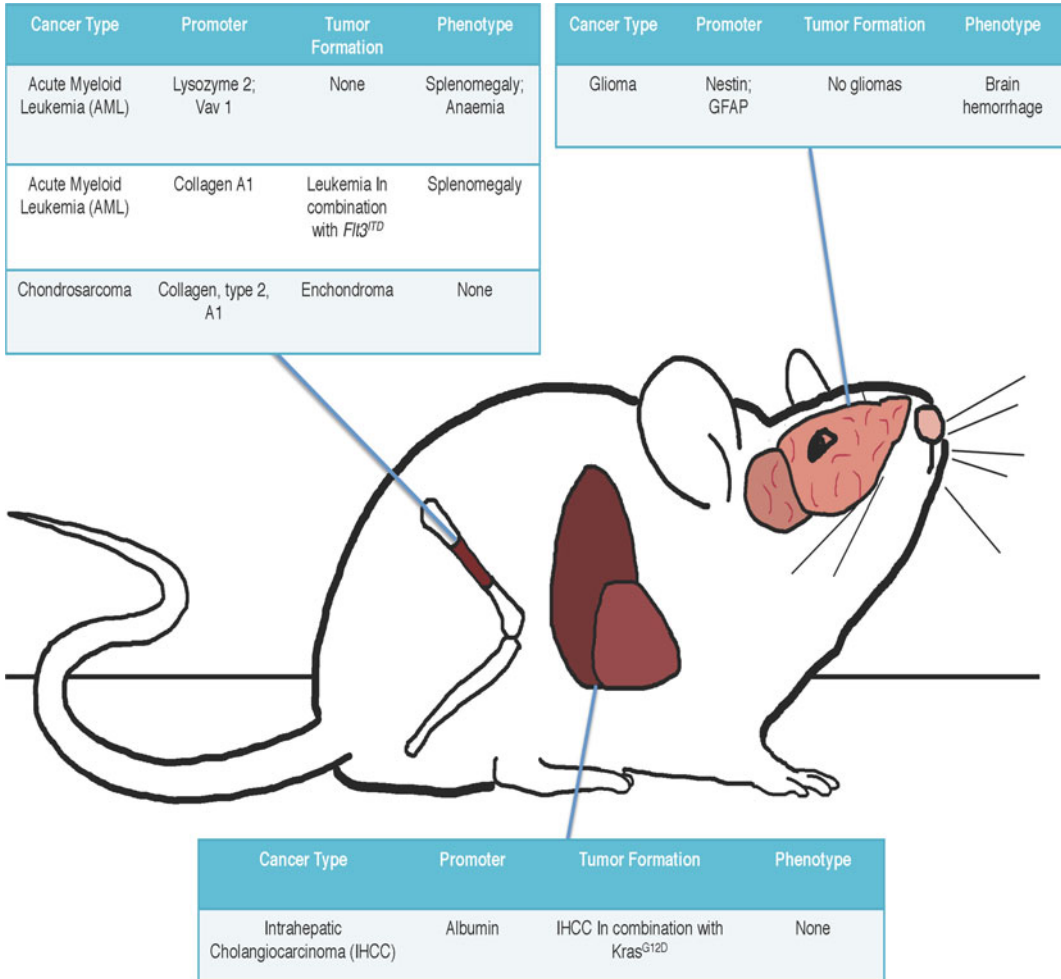 Cancer Type Promoter Tumor Formation Phenotype
Acute Myeloid Leukemia (AML) Lysozyme 2; Vav 1 None Splenomegaly; Anaemia
Acute Myeloid Leukemia (AML) Collagen A1 Leukemia In combination with Flt3ITD Splenomegaly
Chondrosarcoma Collagen, type 2, A1 Enchondroma None
Cancer Type Promoter Tumor Formation Phenotype
Glioma Nestin; GFAP No gliomas Brain hemorrhage
Cancer Type Promoter Tumor Formation Phenotype
Intrahepatic Cholangiocarcinoma (IHCC) Albumin IHCC In combination with KrasG12D None